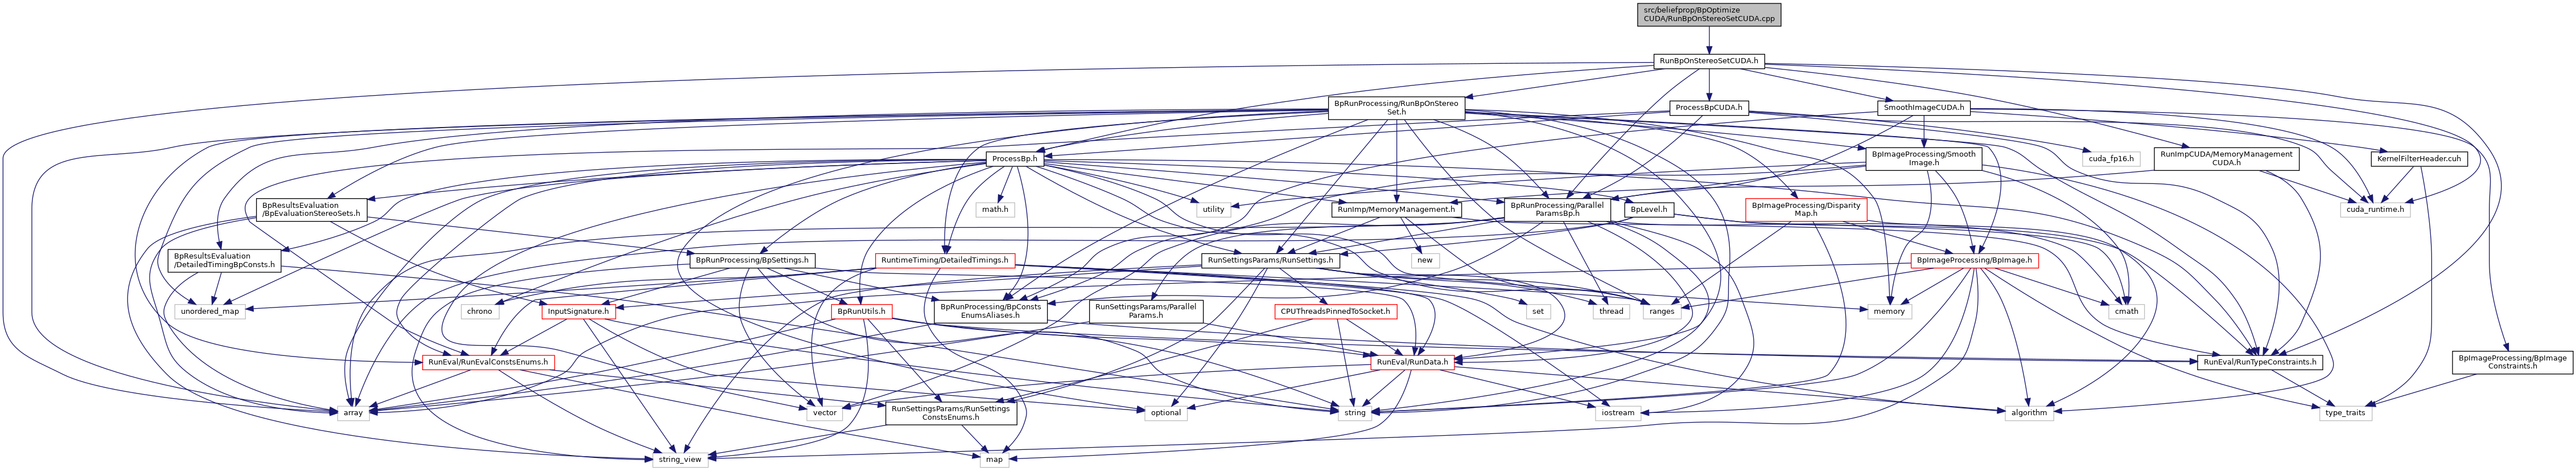 src/beliefprop/BpOptimize
CUDA/RunBpOnStereoSetCUDA.cpp
RunBpOnStereoSetCUDA.h
BpRunProcessing/RunBpOnStereo
Set.h
ProcessBpCUDA.h
SmoothImageCUDA.h
ProcessBp.h
BpImageProcessing/Smooth
Image.h
cuda_fp16.h
RunImpCUDA/MemoryManagement
CUDA.h
KernelFilterHeader.cuh
BpResultsEvaluation
/BpEvaluationStereoSets.h
math.h
utility
RunImp/MemoryManagement.h
BpRunProcessing/Parallel
ParamsBp.h
BpLevel.h
BpImageProcessing/Disparity
Map.h
cuda_runtime.h
BpResultsEvaluation
/DetailedTimingBpConsts.h
BpRunProcessing/BpSettings.h
RuntimeTiming/DetailedTimings.h
RunSettingsParams/RunSettings.h
new
BpImageProcessing/BpImage.h
unordered_map
chrono
InputSignature.h
BpRunUtils.h
BpRunProcessing/BpConsts
EnumsAliases.h
RunSettingsParams/Parallel
Params.h
CPUThreadsPinnedToSocket.h
set
thread
ranges
memory
cmath
RunEval/RunEvalConstsEnums.h
RunEval/RunData.h
RunEval/RunTypeConstraints.h
BpImageProcessing/BpImage
Constraints.h
array
vector
RunSettingsParams/RunSettings
ConstsEnums.h
optional
string
iostream
algorithm
type_traits
string_view
map